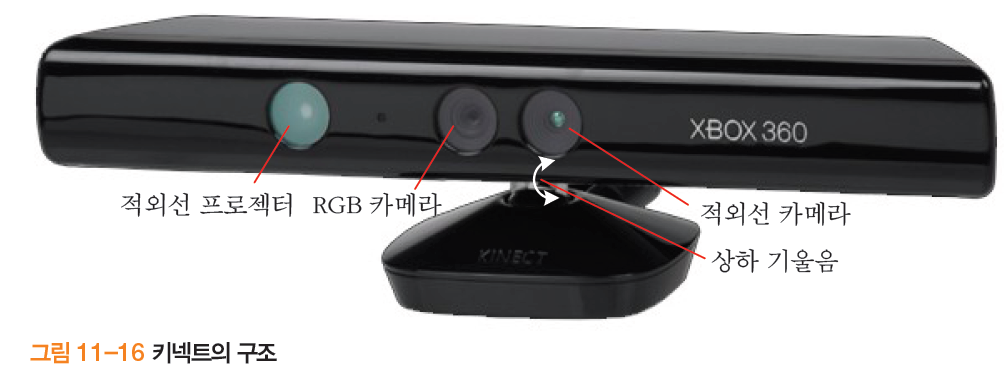 XBOX 360
적외선 프로젝터
RGB 카메라
적외선 카메라
상하 기울음
KINECT
그림 11-16 키넥트의 구조